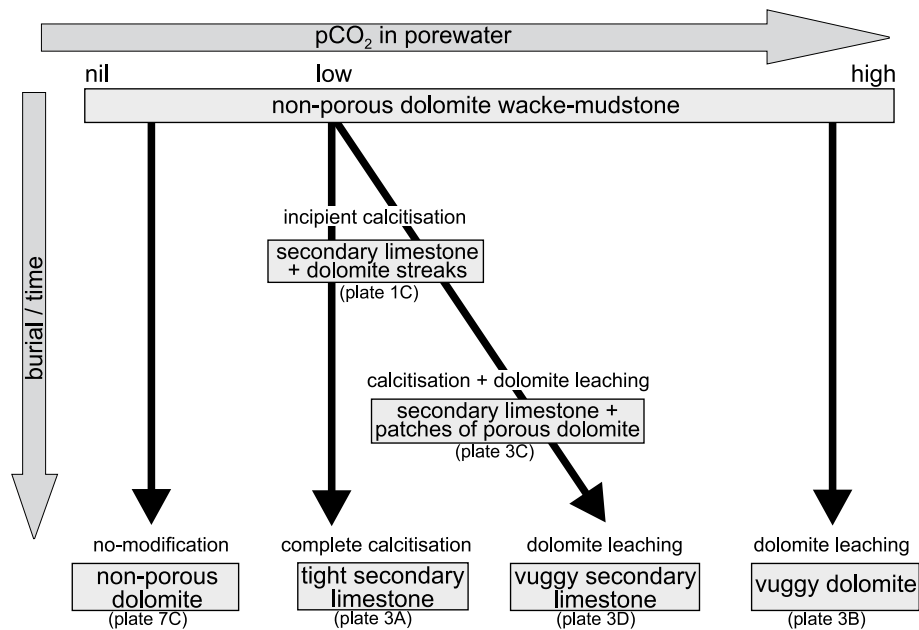 pCO₂ in porewater
nil
low
high
non-porous dolomite wacke-mudstone
burial / time
incipient calcitisation
secondary limestone
+ dolomite streaks
(plate 1C)
calcitisation + dolomite leaching
secondary limestone +
patches of porous dolomite
(plate 3C)
no-modification
non-porous
dolomite
(plate 7C)
complete calcitisation
tight secondary
limestone
(plate 3A)
dolomite leaching
vuggy secondary
limestone
(plate 3D)
dolomite leaching
vuggy dolomite
(plate 3B)